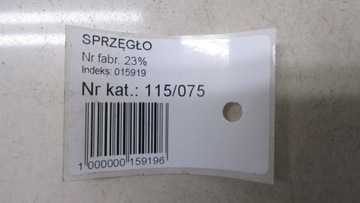 SPRZĘGŁO
Nr fabr. 23%
Indeks: 015919
Nr kat.: 115/075
1 000000 159196